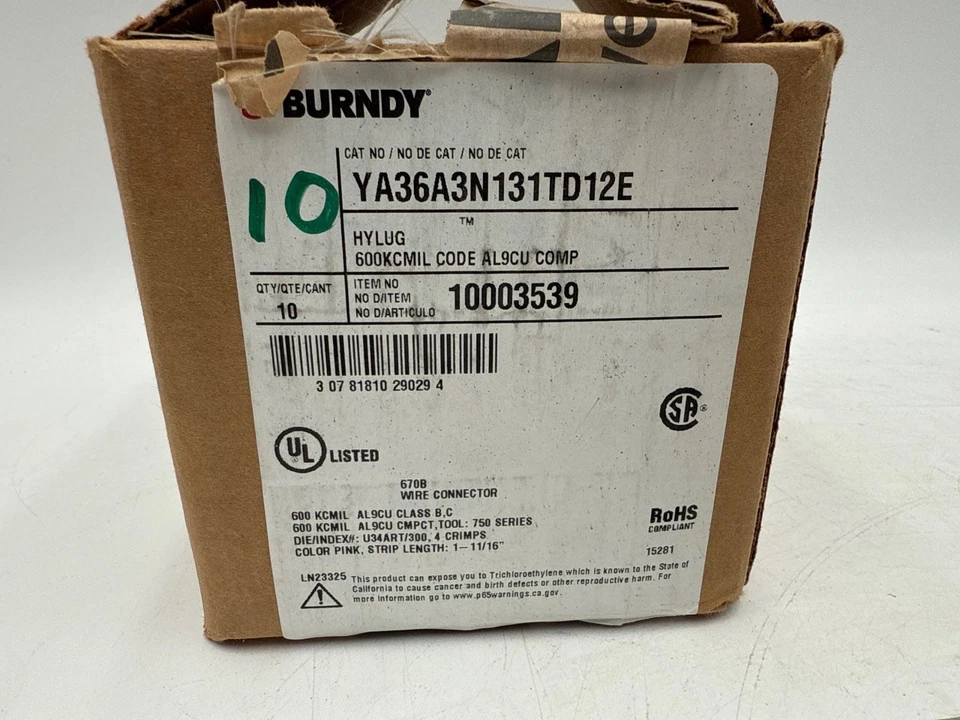 BURNDY®
CAT NO / NO DE CAT / NO DE CAT
YA36A3N131TD12E
10
HYLUG™
600KCMIL CODE AL9CU COMP
QTY/QTE/CANT
10
ITEM NO
NO D/ITEM
NO D/ARTICULO
10003539
3 07 81810 29029 4
SA®
UL® LISTED
670B
WIRE CONNECTOR
600 KCMIL AL9CU CLASS B,C
600 KCMIL AL9CU CMPCT,TOOL: 750 SERIES
DIE/INDEX#: U34ART/300, 4 CRIMPS
COLOR PINK, STRIP LENGTH: 1-11/16"
RoHS
COMPLIANT
15281
LN23325
This product can expose you to Trichloroethylene which is known to the State of
California to cause cancer and birth defects or other reproductive harm. For
more information go to www.p65warnings.ca.gov.